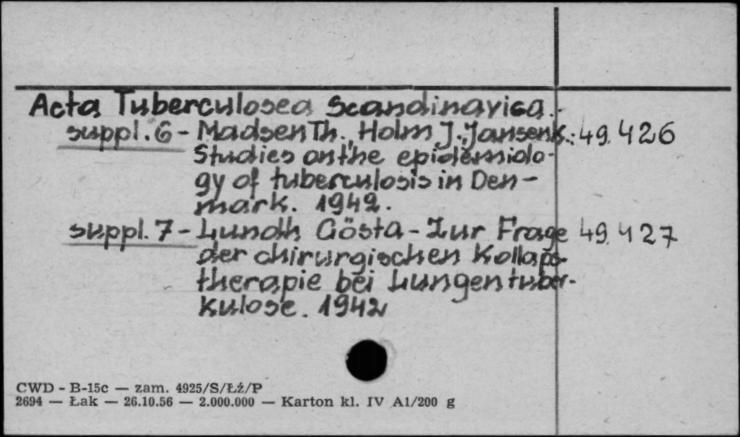 Acta Tuberculosea Scandinavica.
suppl. 6 - Madsen Th., Holm J., Jansen K.: 49.426
Studies on the epidemiolo-
gy of tuberculosis in Den-
mark. 1942.
suppl. 7 - Lundh Gösta - Zur Frage 49.427
der chirurgischen Kollaps-
therapie bei Lungentuber-
kulose. 1942
CWD - B-15c — zam. 4925/S/Łź/P
2694 — Łak — 26.10.56 — 2.000.000 — Karton kl. IV A1/200 g